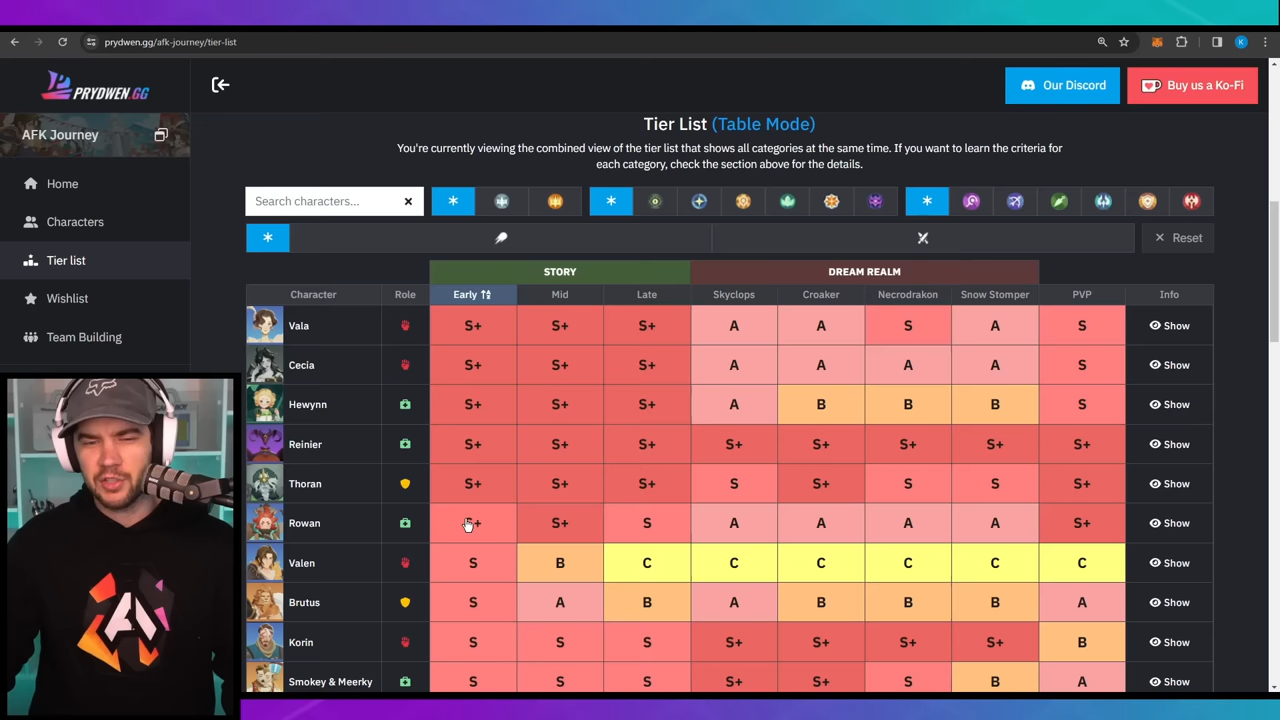 prydwen.gg/afk-journey/tier-list
K
PRYDWEN.GG
Our Discord
Buys us a Ko-Fi
AFK Journey
Home
Characters
Tier list
Wishlist
Team Building
Tier List (Table Mode)
You're currently viewing the combined view of the tier list that shows all categories at the same time. If you want to learn the criteria for
each category, check the section above for the details.
Search characters...
Reset
STORY DREAM REALM
Character Role Early Mid Late Skyclops Croaker Necrodrakon Snow Stomper PVP Info
Vala S+ S+ S+ A A S A S Show
Cecia S+ S+ S+ A A A A S Show
Hewynn S+ S+ S+ A B B B S Show
Reinier S+ S+ S+ S+ S+ S+ S+ S+ Show
Thoran S+ S+ S+ S S+ S S S+ Show
Rowan S+ S A A A A S+ Show
Valen S B C C C C C C Show
Brutus S A B A B B B A Show
Korin S S S S+ S+ S+ S+ B Show
Smokey & Meerky S S S S+ S+ S B A Show